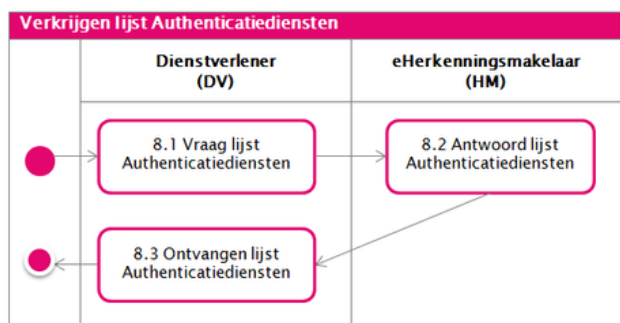 Verkrijgen lijst Authenticatiediensten
Dienstverlener
(DV)
eHerkenningsmakelaar
(HM)
8.1 Vraag lijst
Authenticatiediensten
8.2 Antwoord lijst
Authenticatiediensten
8.3 Ontvangen lijst
Authenticatiediensten